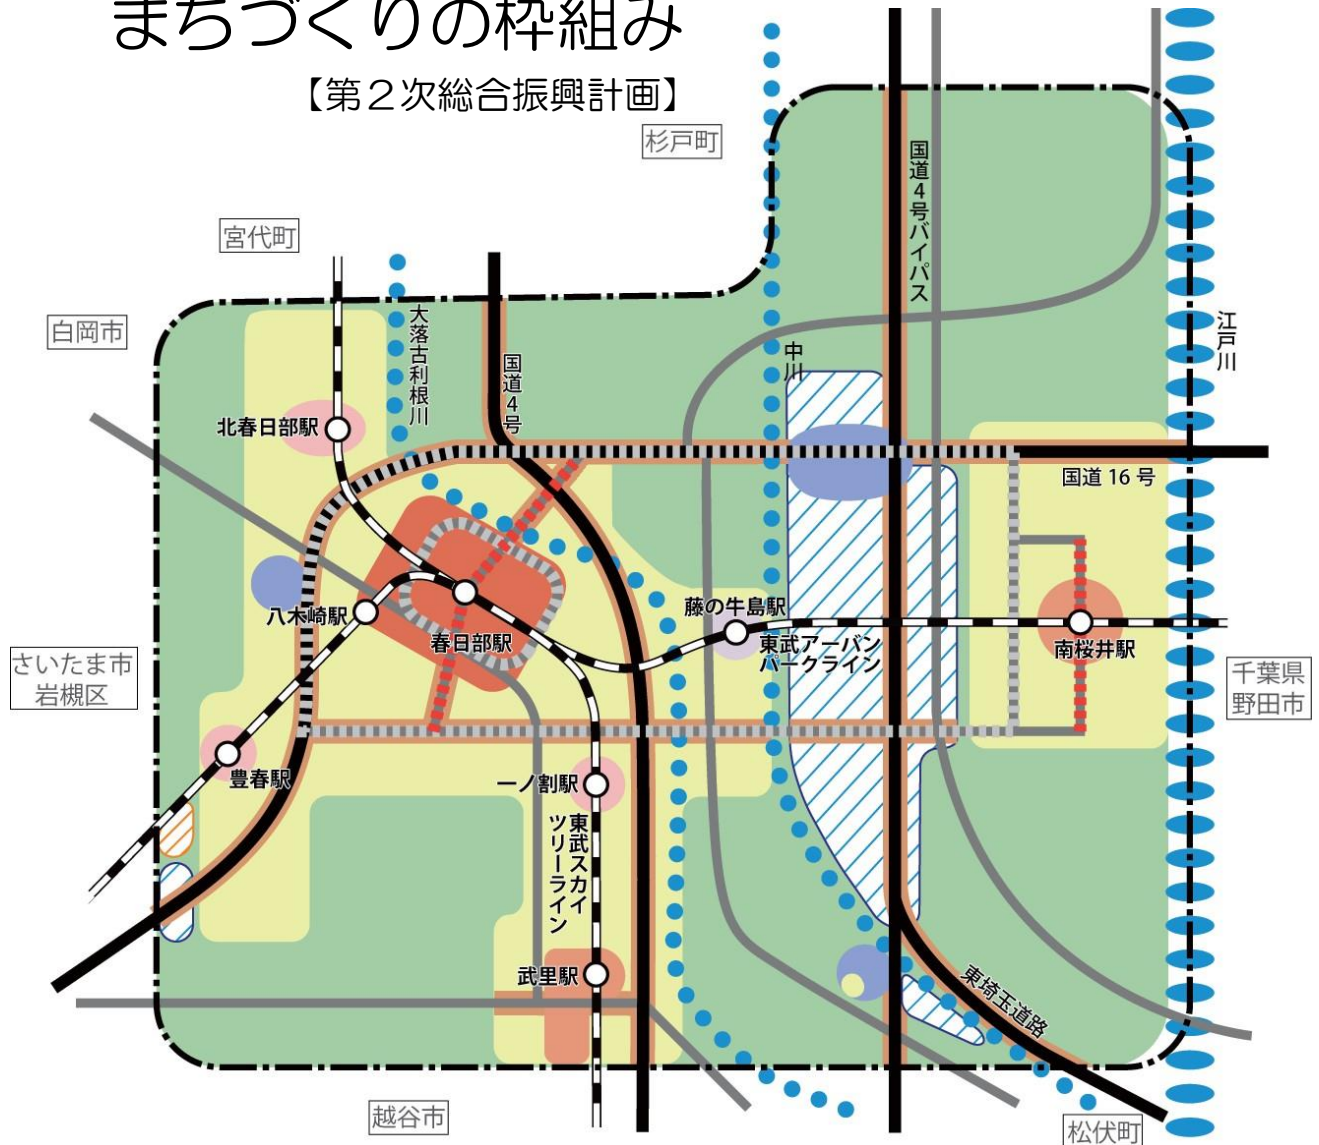 まちづくりの枠組み
【第２次総合振興計画】
杉戸町
宮代町
白岡市
国道４号バイパス
大落古利根川
国道４号
中川
江戸川
北春日部駅
国道 16 号
八木崎駅
春日部駅
藤の牛島駅
東武アーバン
パークライン
南桜井駅
さいたま市
岩槻区
千葉県
野田市
豊春駅
一ノ割駅
東武スカイ
ツリーライン
武里駅
東埼玉道路
越谷市
松伏町